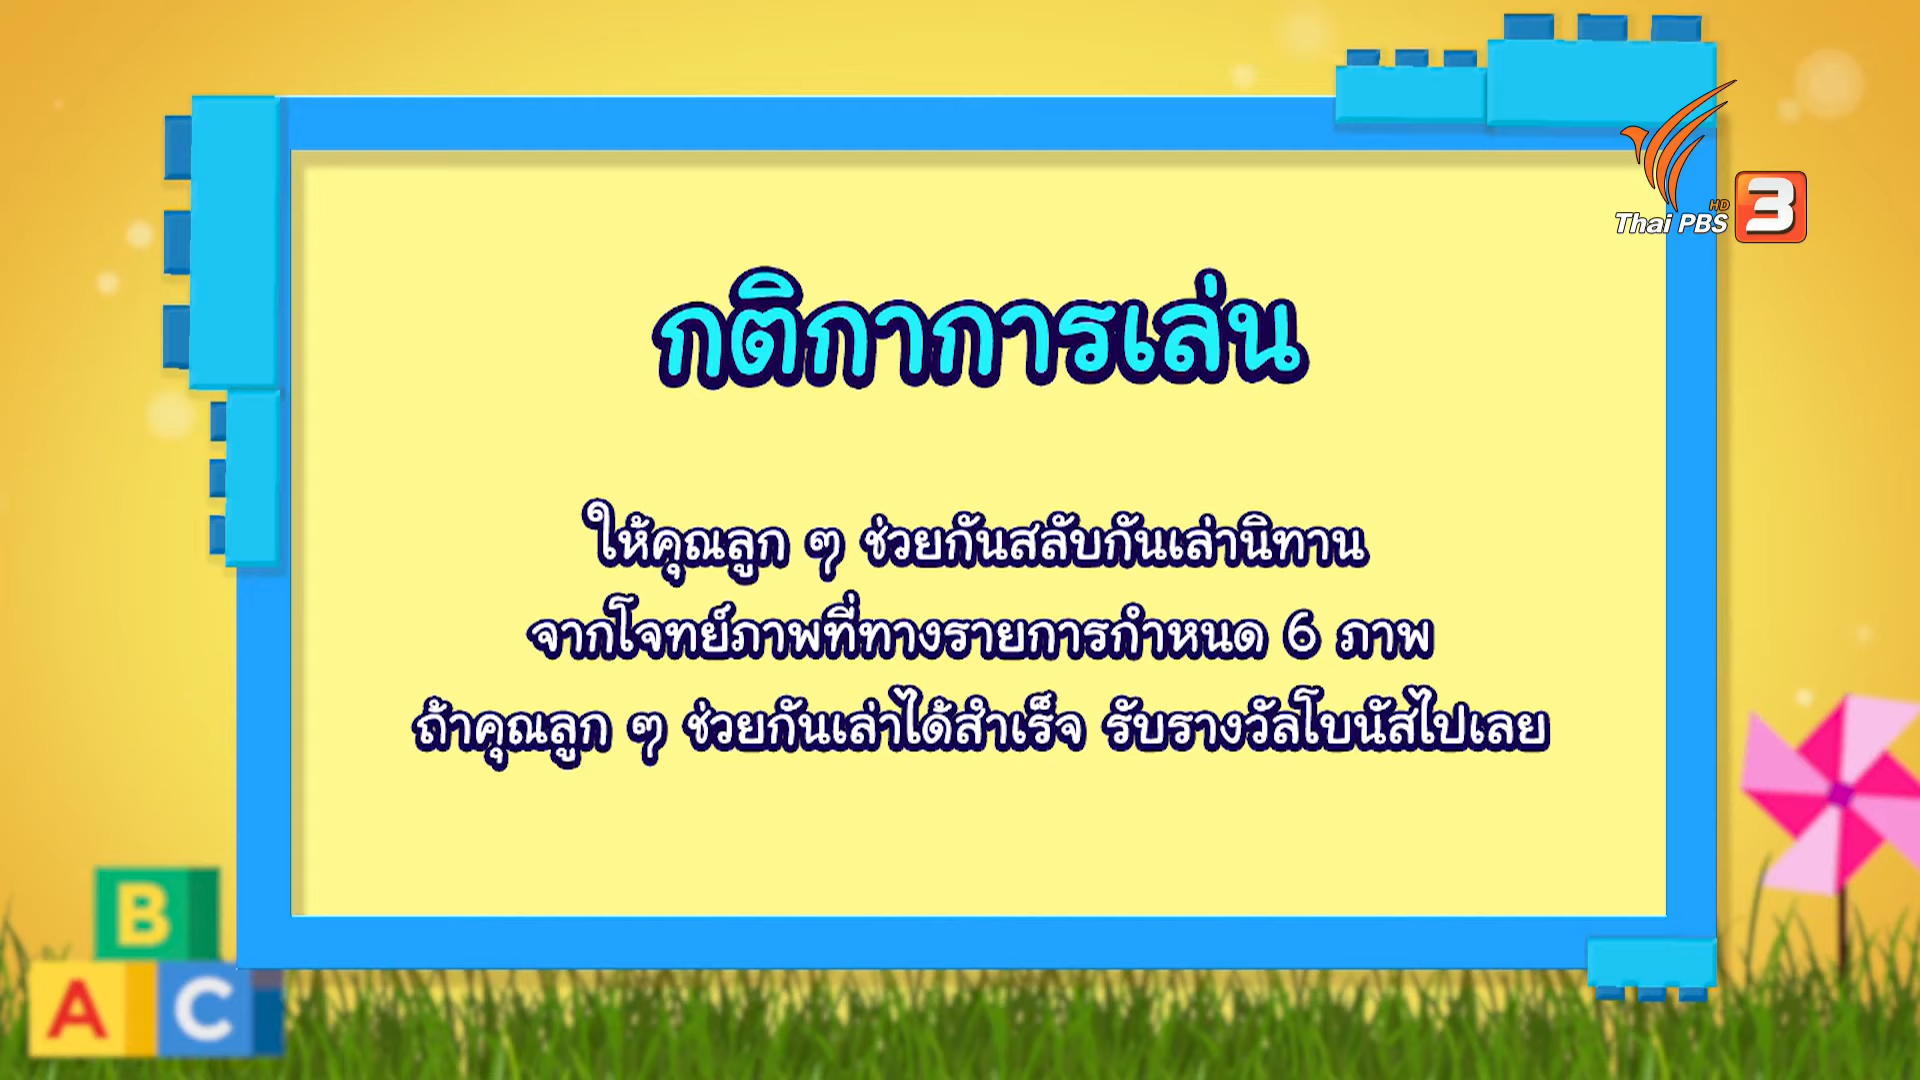 HD
Thai PBS 3
กติกาการเล่น
ให้คุณลูก ๆ ช่วยกันสลับกันเล่านิทาน
จากโจทย์ภาพที่ทางรายการกำหนด 6 ภาพ
ถ้าคุณลูก ๆ ช่วยกันเล่าได้สำเร็จ รับรางวัลโบนัสไปเลย
B
A C